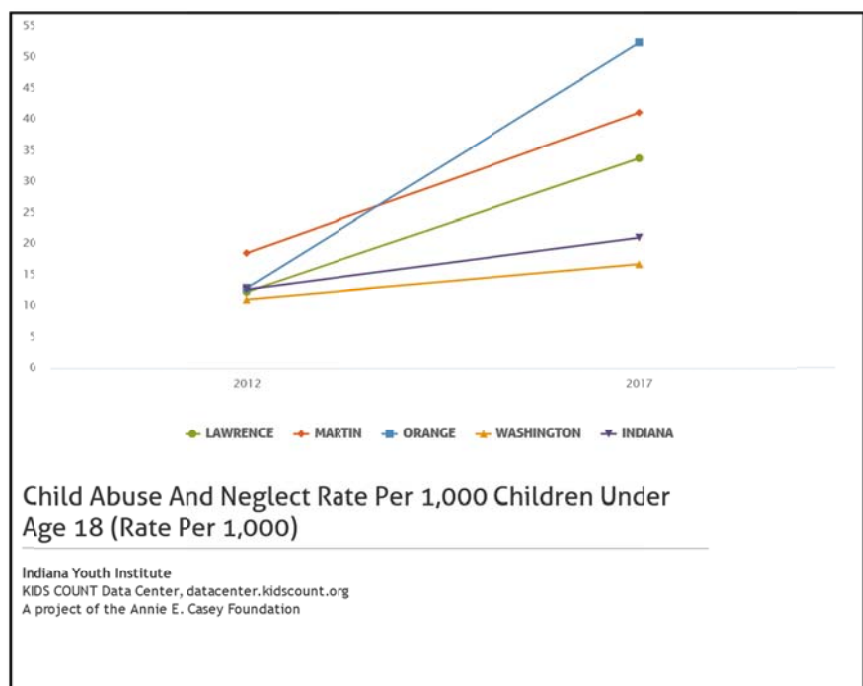 55
50
45
40
35
30
25
20
15
10
5
0
2012 2017
LAWRENCE MARTIN ORANGE WASHINGTON INDIANA
Child Abuse And Neglect Rate Per 1,000 Children Under
Age 18 (Rate Per 1,000)
Indiana Youth Institute
KIDS COUNT Data Center, datacenter.kidscount.org
A project of the Annie E. Casey Foundation